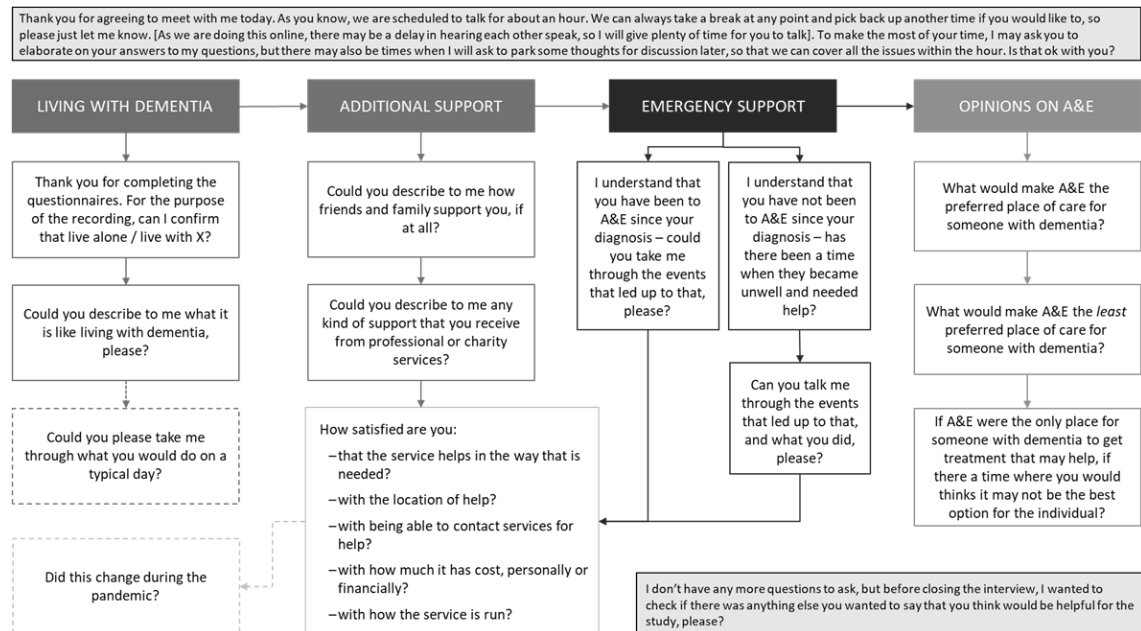 Thank you for agreeing to meet with me today. As you know, we are scheduled to talk for about an hour. We can always take a break at any point and pick back up another time if you would like to, so
please just let me know. [As we are doing this online, there may be a delay in hearing each other speak, so I will give plenty of time for you to talk]. To make the most of your time, I may ask you to
elaborate on your answers to my questions, but there may also be times when I will ask to park some thoughts for discussion later, so that we can cover all the issues within the hour. Is that ok with you?
LIVING WITH DEMENTIA
Thank you for completing the
questionnaires. For the purpose
of the recording, can I confirm
that live alone / live with X?
Could you describe to me what it
is like living with dementia,
please?
Could you please take me
through what you would do on a
typical day?
Did this change during the
pandemic?
ADDITIONAL SUPPORT
Could you describe to me how
friends and family support you, if
at all?
Could you describe to me any
kind of support that you receive
from professional or charity
services?
How satisfied are you:
–that the service helps in the way that is
needed?
–with the location of help?
–with being able to contact services for
help?
–with how much it has cost, personally or
financially?
–with how the service is run?
EMERGENCY SUPPORT
I understand that
you have been to
A&E since your
diagnosis – could
you take me
through the events
that led up to that,
please?
I understand that
you have not been
to A&E since your
diagnosis – has
there been a time
when they became
unwell and needed
help?
Can you talk me
through the events
that led up to that,
and what you did,
please?
OPINIONS ON A&E
What would make A&E the
preferred place of care for
someone with dementia?
What would make A&E the least
preferred place of care for
someone with dementia?
If A&E were the only place for
someone with dementia to get
treatment that may help, if
there a time where you would
thinks it may not be the best
option for the individual?
I don't have any more questions to ask, but before closing the interview, I wanted to
check if there was anything else you wanted to say that you think would be helpful for the
study, please?